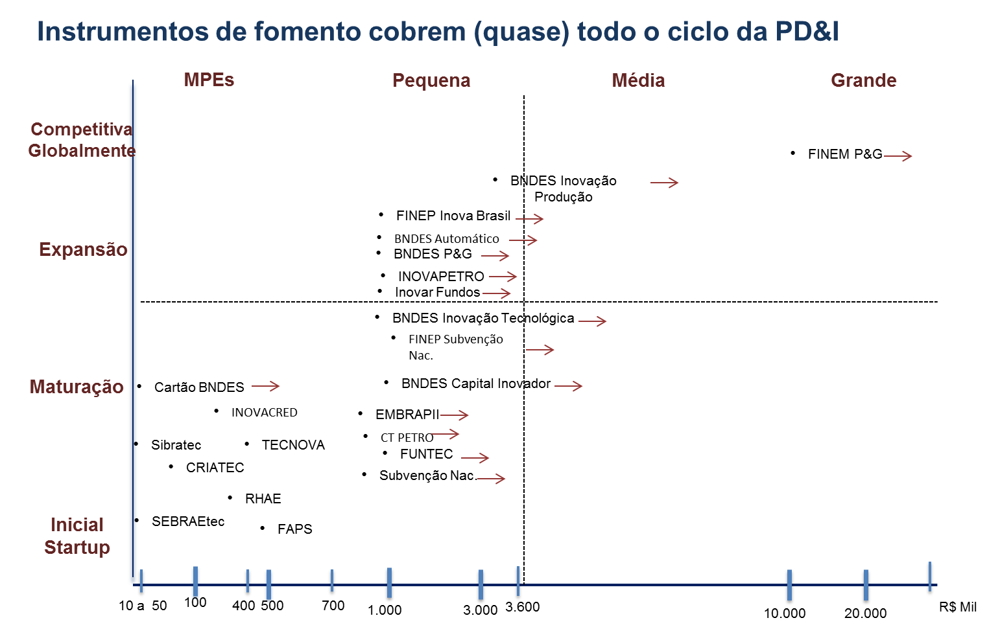 Instrumentos de fomento cobrem (quase) todo o ciclo da PD&I
MPEs
Pequena
Média
Grande
Competitiva
Globalmente
• FINEM P&G
• BNDES Inovação
Produção
• FINEP Inova Brasil
Expansão
• BNDES Automático
• BNDES P&G
• INOVAPETRO
• Inovar Fundos
• BNDES Inovação Tecnológica
• FINEP Subvenção
Nac.
Maturação
• Cartão BNDES
• BNDES Capital Inovador
• INOVACRED
• EMBRAPII
• CT PETRO
• Sibratec
• TECNOVA
• FUNTEC
• CRIATEC
• Subvenção Nac.
• RHAE
Inicial
Startup
• SEBRAEtec
• FAPS
10 a 50
100
400
500
700
1.000
3.000
3.600
10.000
20.000
R$ Mil